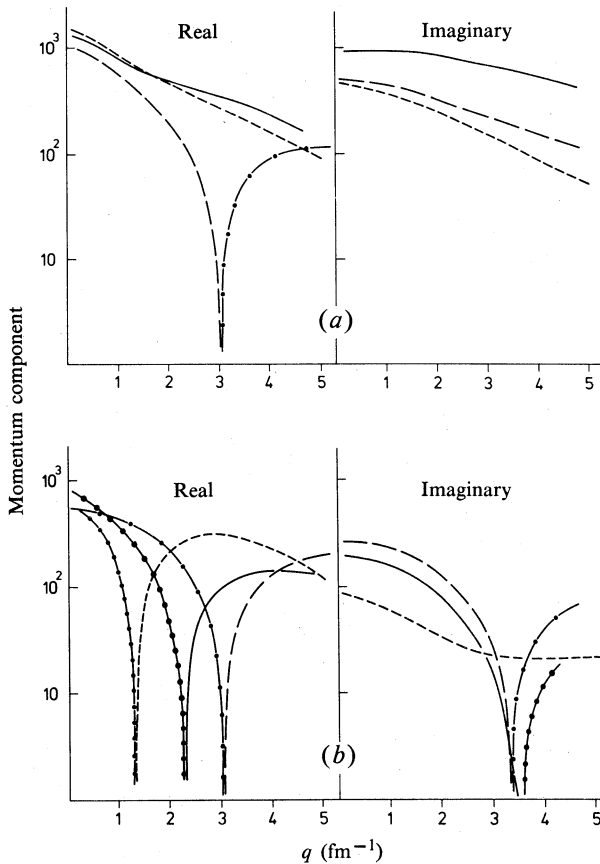 Real
Imaginary
10³
10²
10
(a)
1 2 3 4 5
1 2 3 4 5
Momentum component
Real
Imaginary
10³
10²
10
(b)
1 2 3 4 5
1 2 3 4 5
q (fm⁻¹)